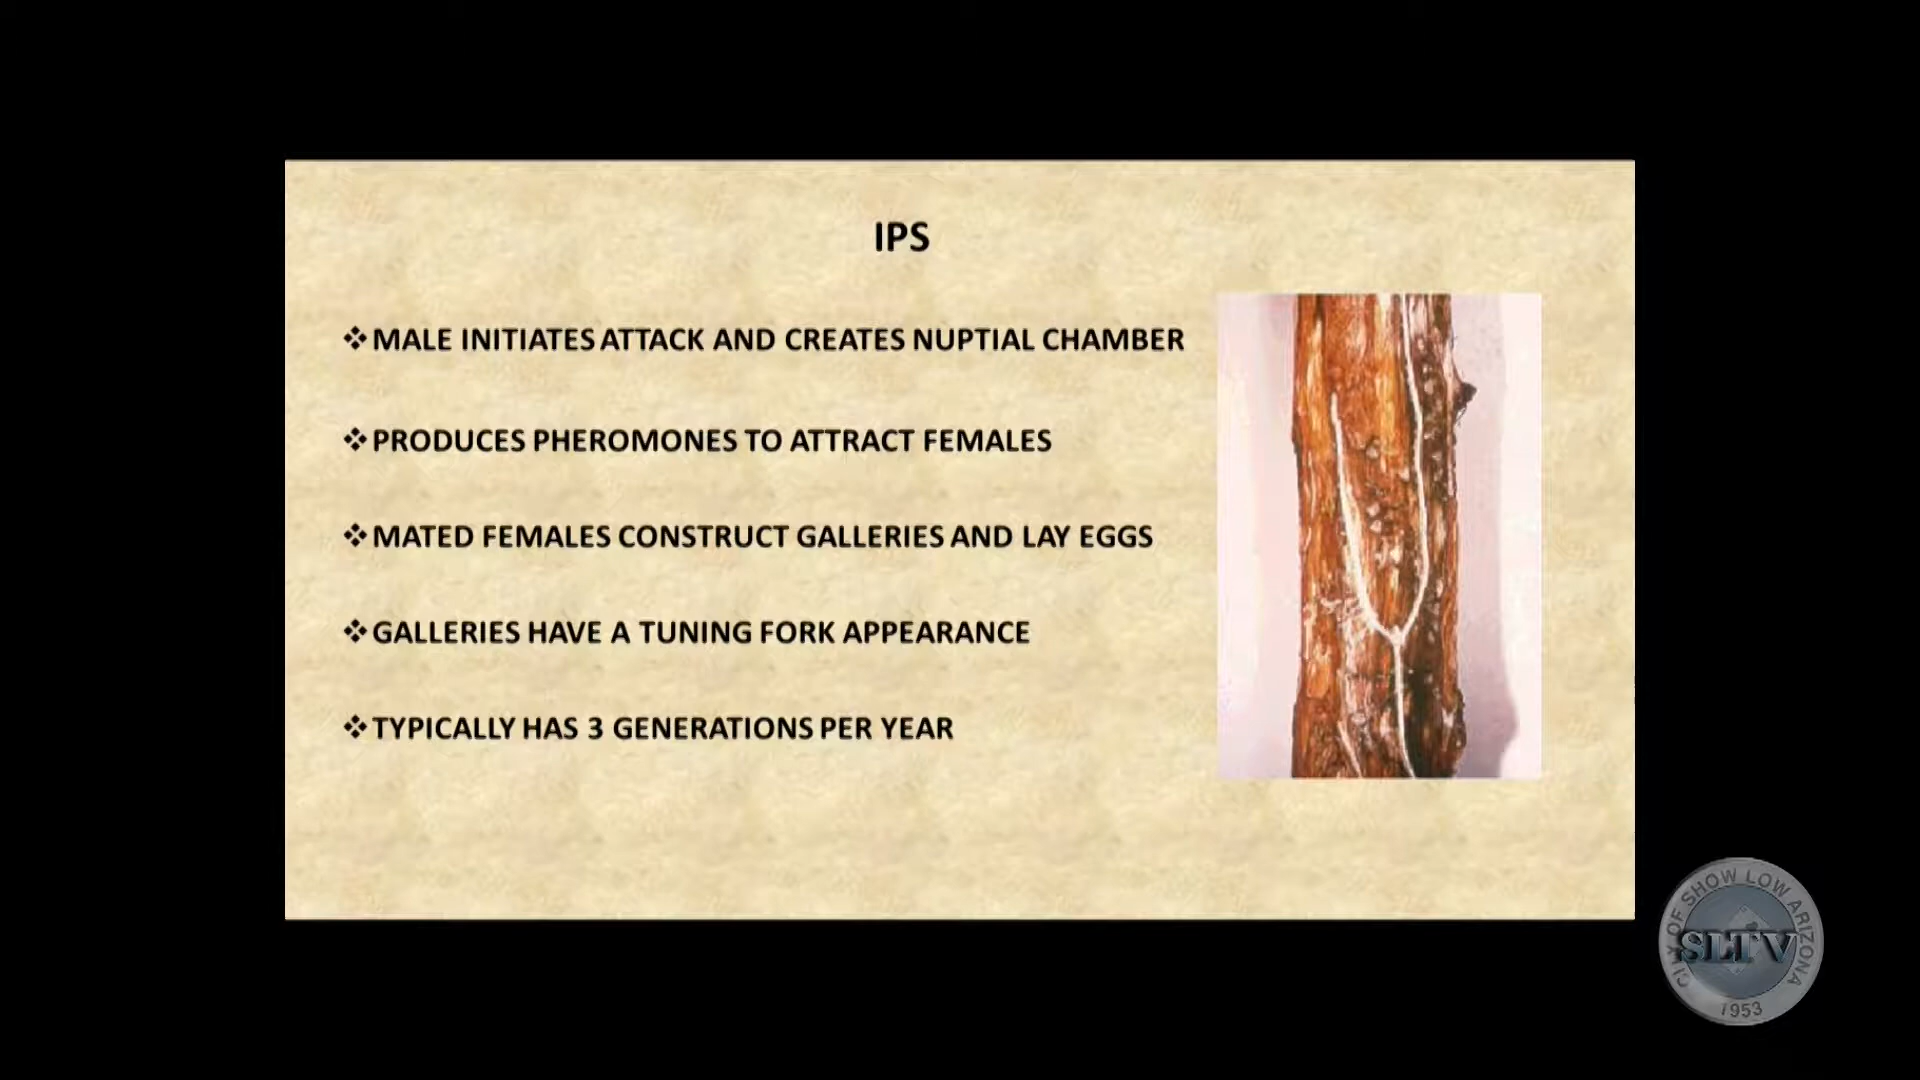 IPS
❖MALE INITIATES ATTACK AND CREATES NUPTIAL CHAMBER
❖PRODUCES PHEROMONES TO ATTRACT FEMALES
❖MATED FEMALES CONSTRUCT GALLERIES AND LAY EGGS
❖GALLERIES HAVE A TUNING FORK APPEARANCE
❖TYPICALLY HAS 3 GENERATIONS PER YEAR
CITY OF SHOW LOW ARIZONA
SLTV
1953